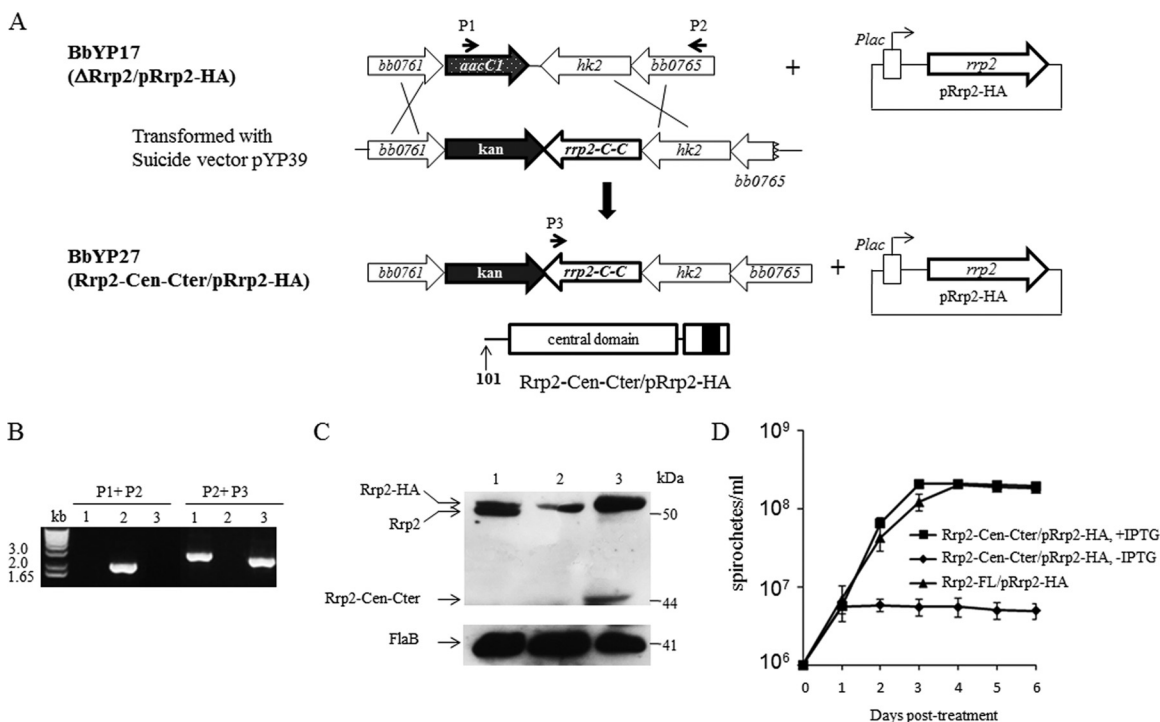 A
BbYP17
(ΔRrp2/pRrp2-HA)
P1
P2
bb0761
aacC1
hk2
bb0765
+
Plac
rrp2
pRrp2-HA
Transformed with
Suicide vector pYP39
bb0761
kan
rrp2-C-C
hk2
bb0765
BbYP27
(Rrp2-Cen-Cter/pRrp2-HA)
P3
bb0761
kan
rrp2-C-C
hk2
bb0765
+
Plac
rrp2
pRrp2-HA
central domain
101
Rrp2-Cen-Cter/pRrp2-HA
B
P1+P2
P2+P3
kb
1 2 3
1 2 3
3.0
2.0
1.65
C
1 2 3
kDa
Rrp2-HA
Rrp2
50
Rrp2-Cen-Cter
44
FlaB
41
D
spirochetes/ml
10⁹
10⁸
10⁷
10⁶
Rrp2-Cen-Cter/pRrp2-HA, +IPTG
Rrp2-Cen-Cter/pRrp2-HA, -IPTG
Rrp2-FL/pRrp2-HA
0 1 2 3 4 5 6
Days post-treatment